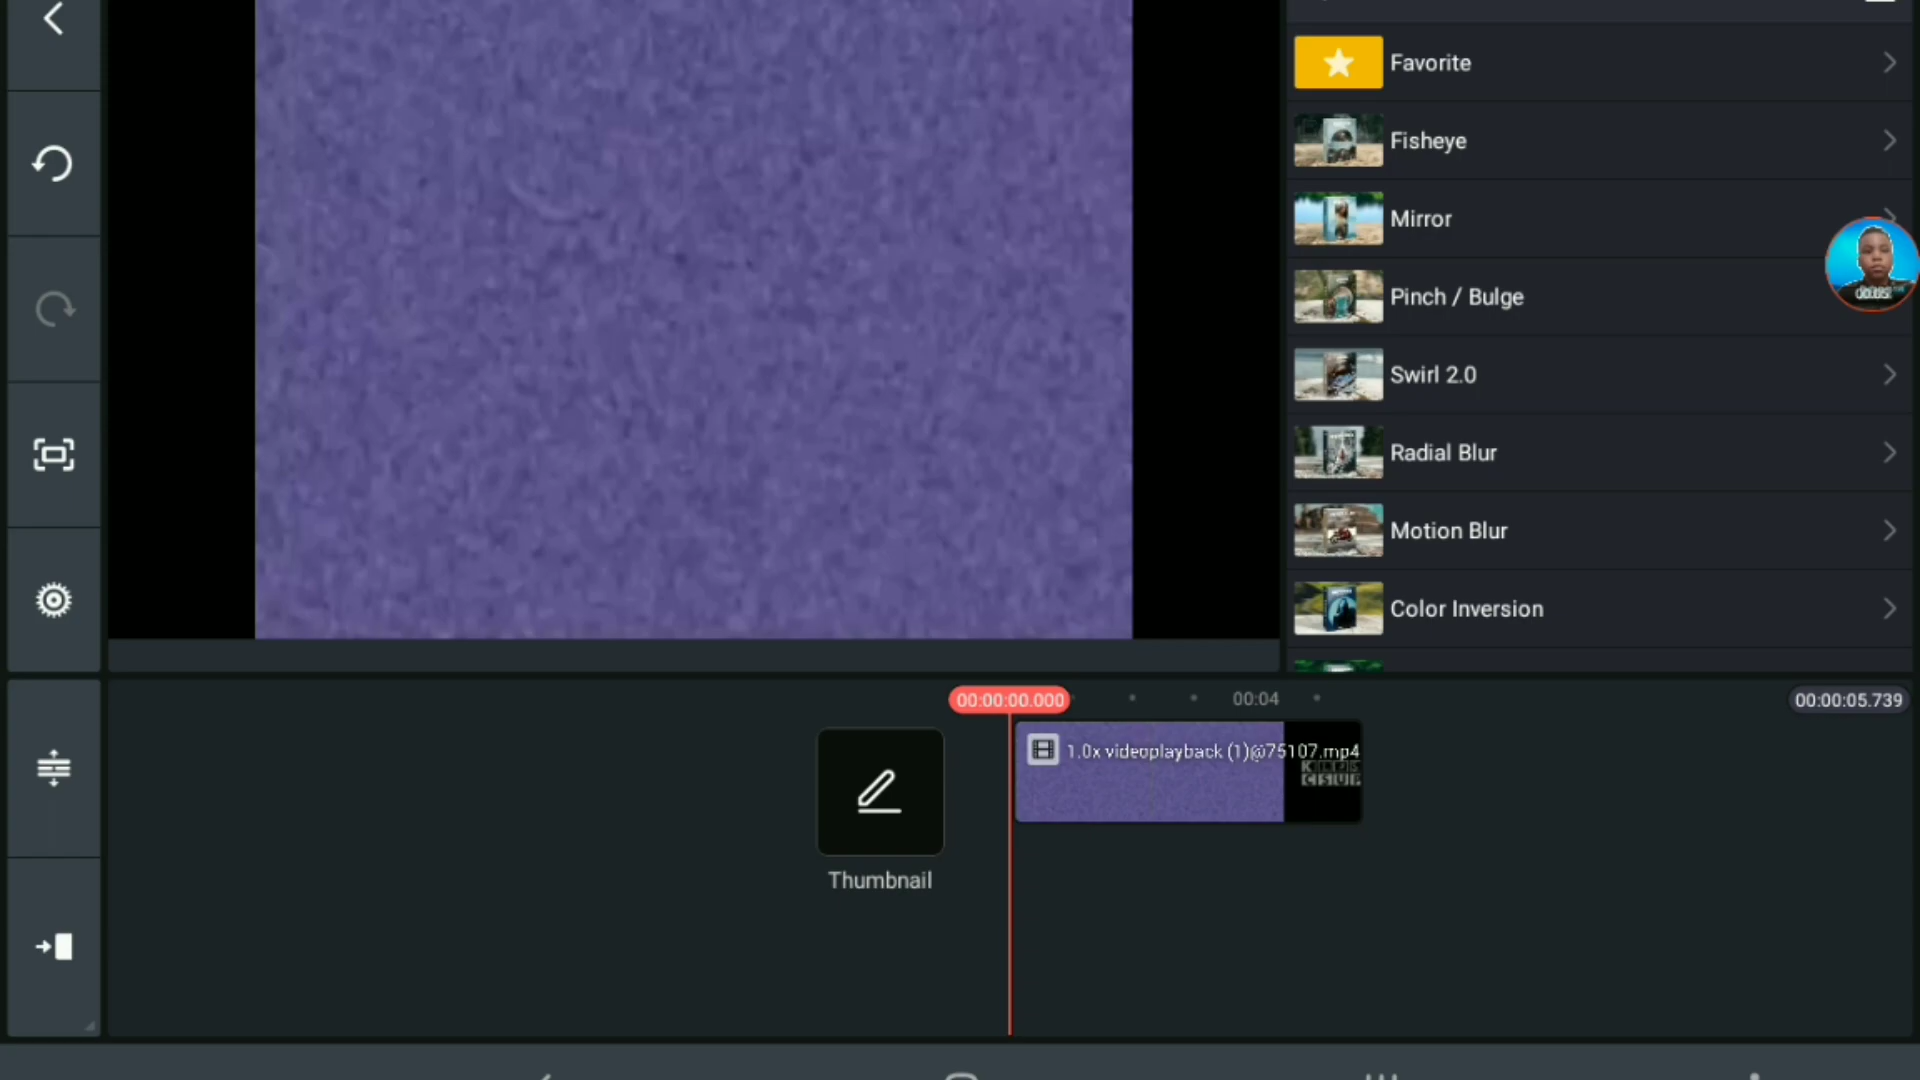 Favorite
Fisheye
Mirror
Pinch / Bulge
Swirl 2.0
Radial Blur
Motion Blur
Color Inversion
00:00:00.000
00:04
00:00:05.739
1.0x videoplayback (1)@75107.mp4
Thumbnail